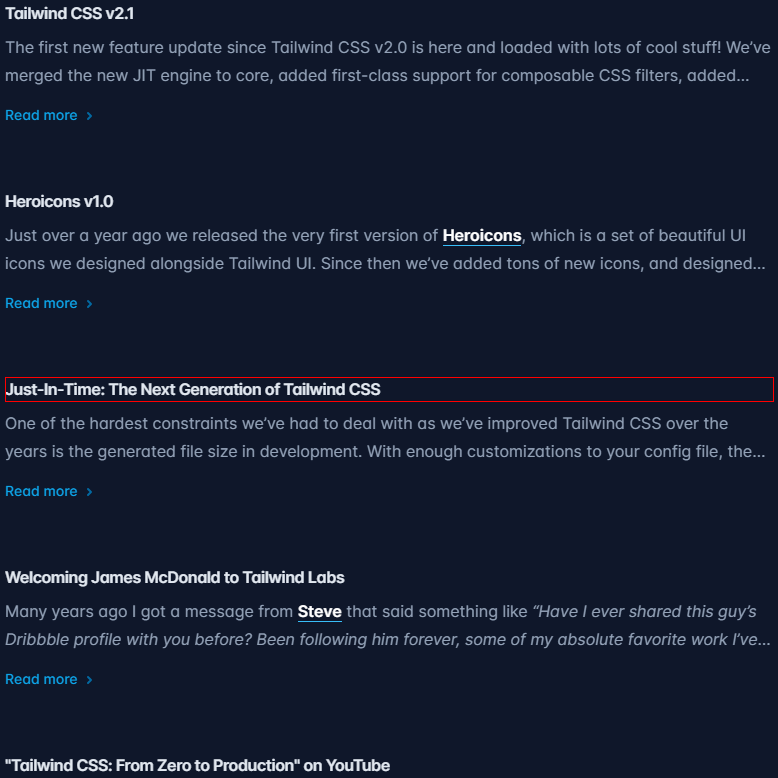 Tailwind CSS v2.1
The first new feature update since Tailwind CSS v2.0 is here and loaded with lots of cool stuff! We’ve
merged the new JIT engine to core, added first-class support for composable CSS filters, added...
Read more
Heroicons v1.0
Just over a year ago we released the very first version of Heroicons, which is a set of beautiful UI
icons we designed alongside Tailwind UI. Since then we’ve added tons of new icons, and designed...
Read more
Just-In-Time: The Next Generation of Tailwind CSS
One of the hardest constraints we’ve had to deal with as we’ve improved Tailwind CSS over the
years is the generated file size in development. With enough customizations to your config file, the...
Read more
Welcoming James McDonald to Tailwind Labs
Many years ago I got a message from Steve that said something like “Have I ever shared this guy’s
Dribbble profile with you before? Been following him forever, some of my absolute favorite work I’ve...
Read more
"Tailwind CSS: From Zero to Production" on YouTube